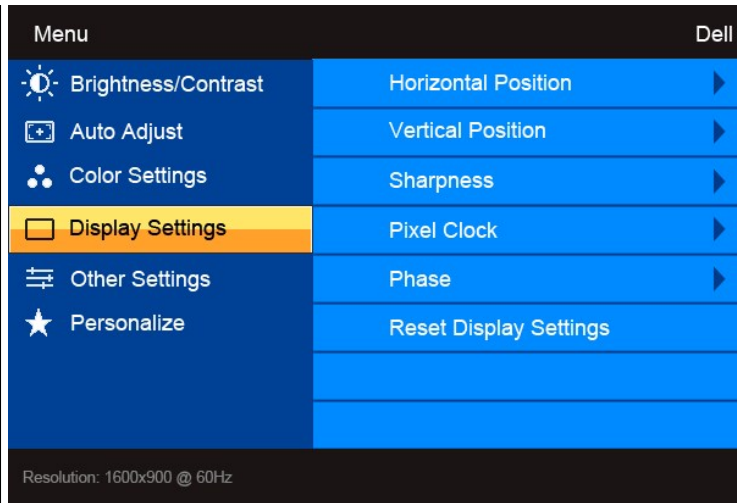 Menu
Dell
Brightness/Contrast
Auto Adjust
Color Settings
Display Settings
Other Settings
Personalize
Horizontal Position
Vertical Position
Sharpness
Pixel Clock
Phase
Reset Display Settings
Resolution: 1600x900 @ 60Hz